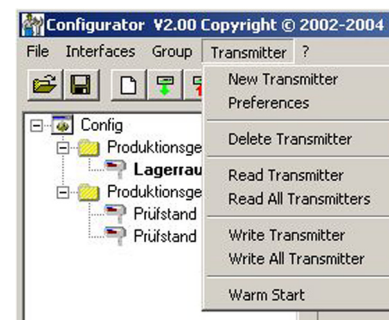 Configurator V2.00 Copyright © 2002-2004
File Interfaces Group Transmitter ?
New Transmitter
Preferences
Delete Transmitter
Read Transmitter
Read All Transmitters
Write Transmitter
Write All Transmitter
Warm Start
Config
Produktionsge
Lagerrau
Produktionsge
Prüfstand
Prüfstand